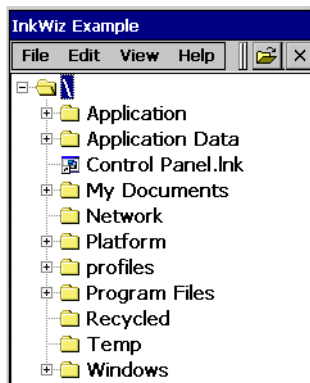 InkWiz Example
File Edit View Help
\
Application
Application Data
Control Panel.lnk
My Documents
Network
Platform
profiles
Program Files
Recycled
Temp
Windows